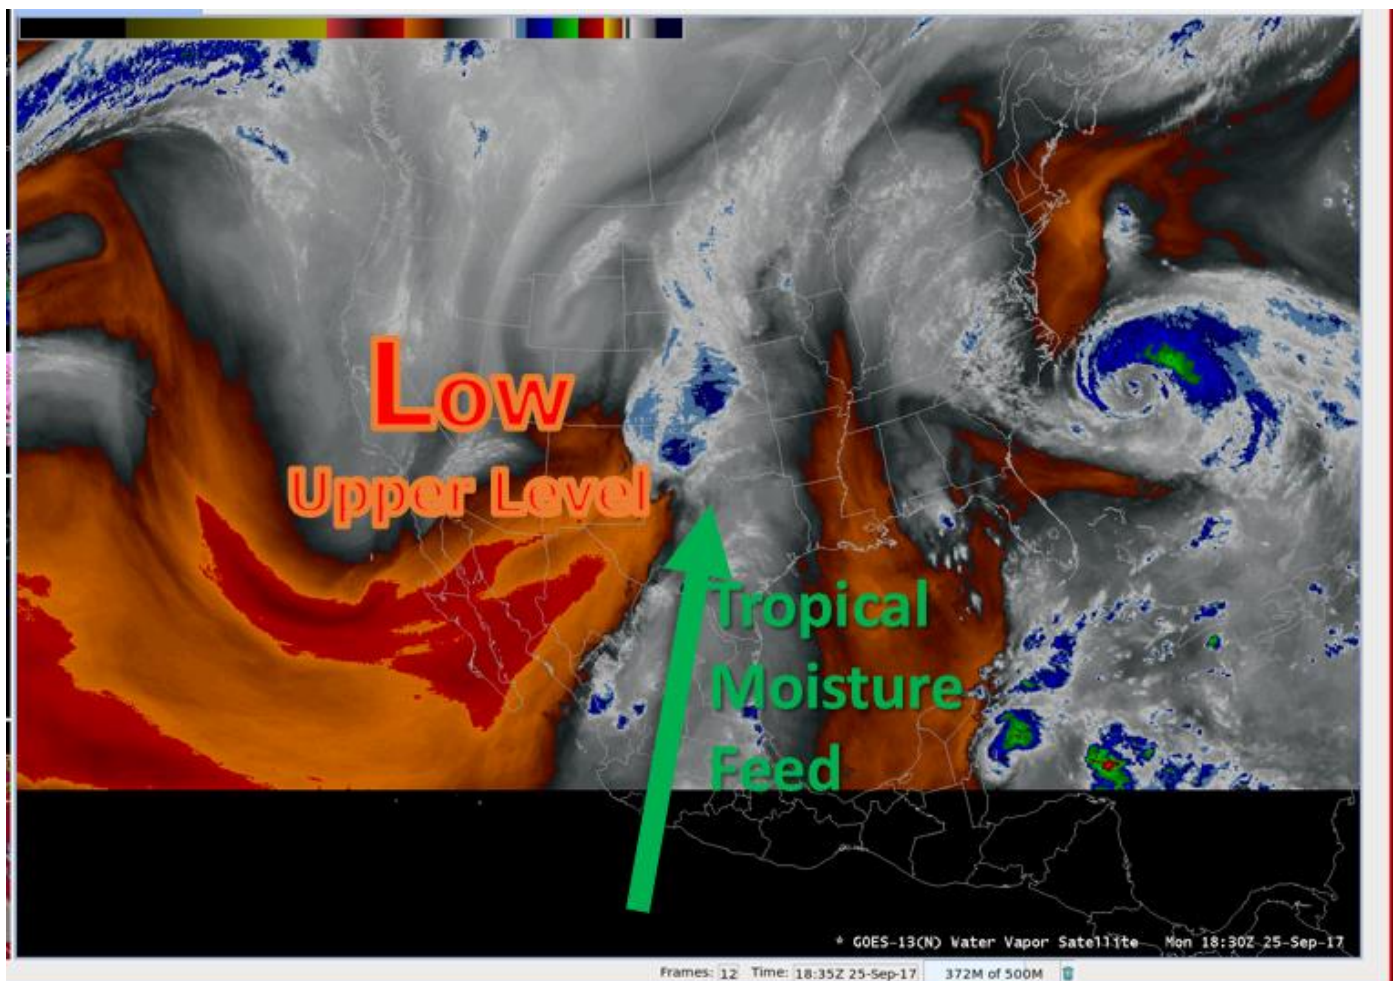 Low
Upper Level
Tropical
Moisture
Feed
* GOES-13(N) Water Vapor Satellite Mon 18:30Z 25-Sep-17
Frames: 12 Time: 18:35Z 25-Sep-17 372M of 500M